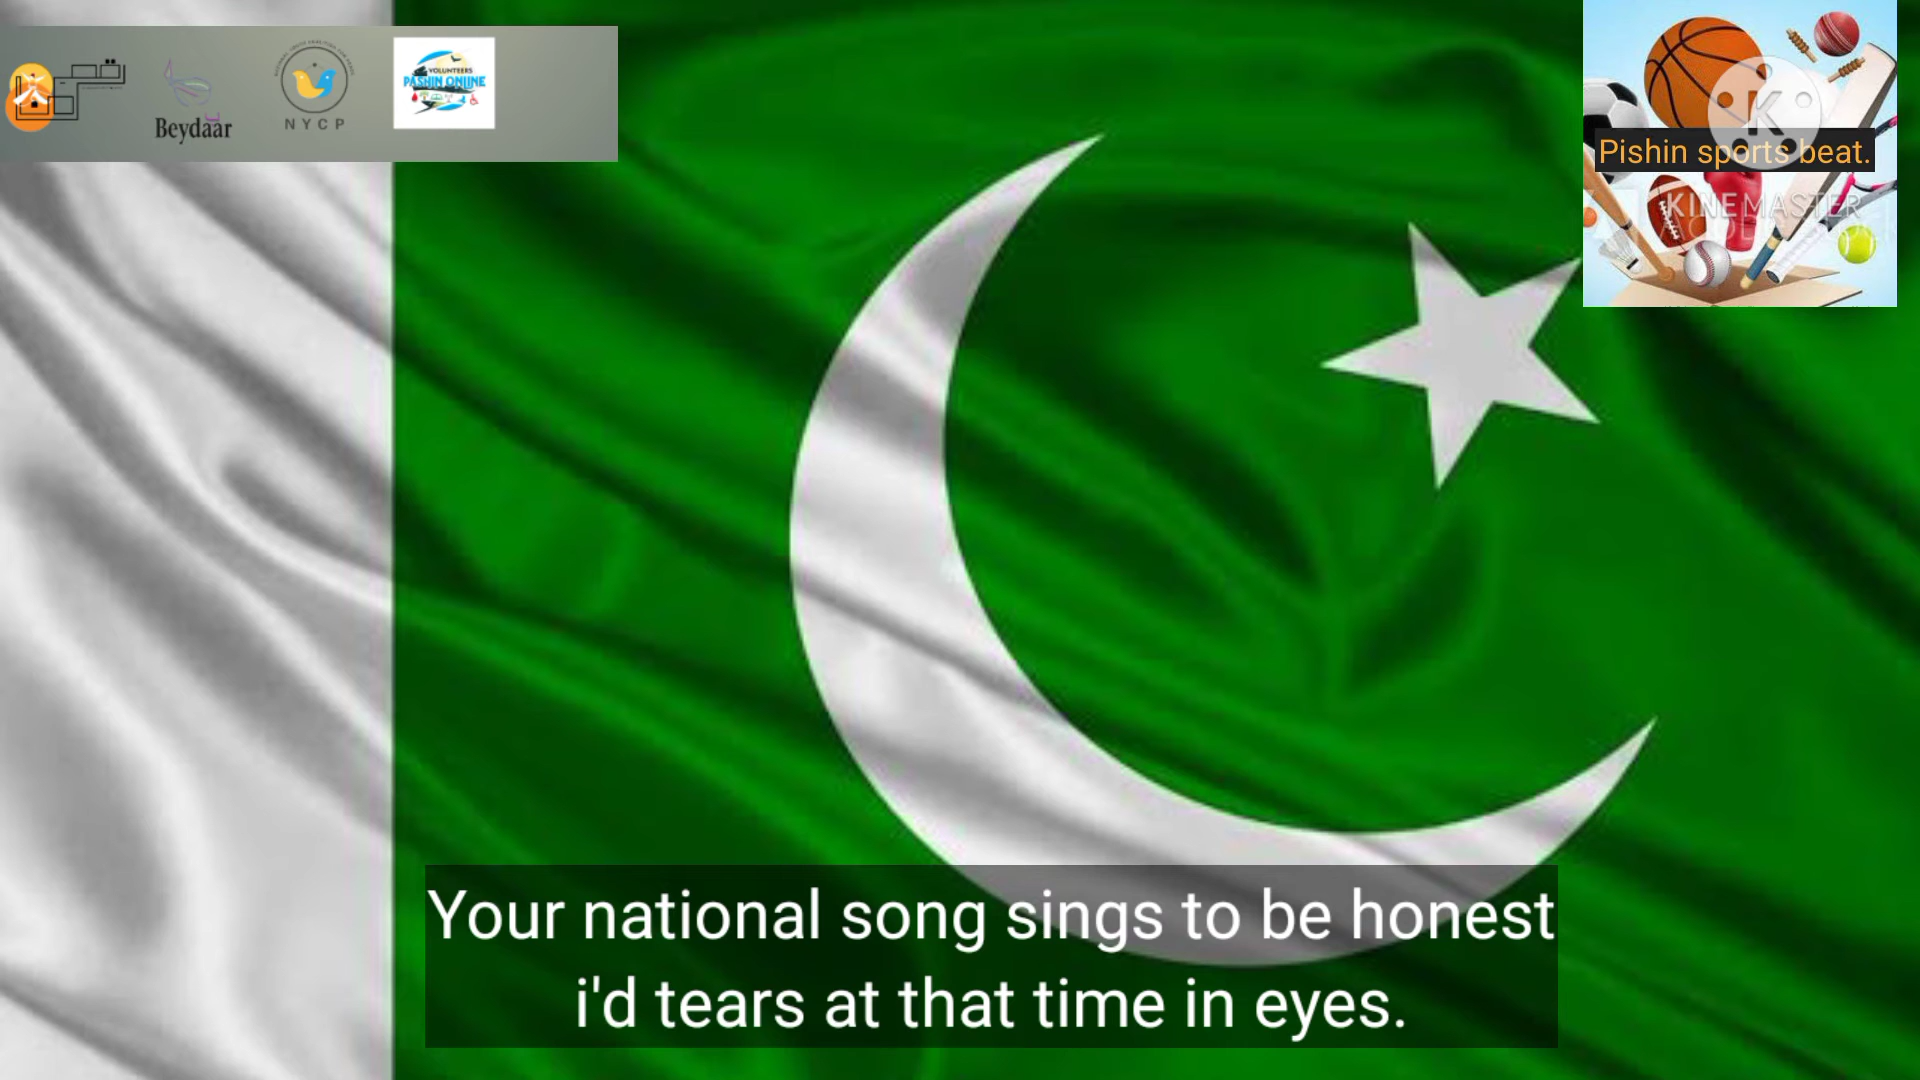 Beydaar
NYCP
VOLUNTEERS
PASHIN ONLINE
Pishin sports beat.
KINEMASTER
Your national song sings to be honest
i'd tears at that time in eyes.